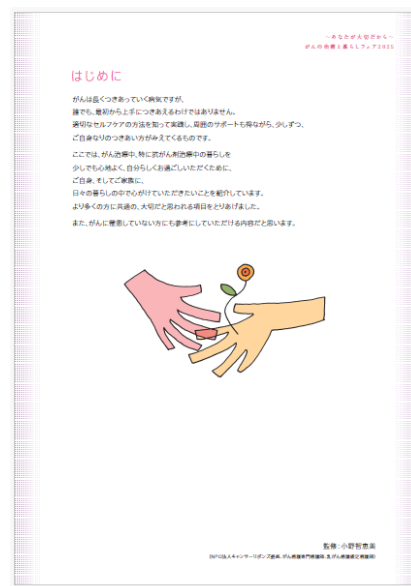 ～あなたが大切だから～
がんの治療と暮らしフェア2025
はじめに
がんは長くつきあっていく病気ですが、
誰でも、最初から上手につきあえるわけではありません。
適切なセルフケアの方法を知って実践し、周囲のサポートも得ながら、少しずつ、
ご自身なりのつきあい方がみえてくるものです。
ここでは、がん治療中、特に抗がん剤治療中の暮らしを
少しでも心地よく、自分らしくお過ごしいただくために、
ご自身、そしてご家族に、
日々の暮らしの中で心がけていただきたいことを紹介しています。
より多くの方に共通の、大切だと思われる項目をとりあげました。
また、がんに罹患していない方にも参考にしていただける内容だと思います。
監修：小野智恵美
(NPO法人キャンサーリボンズ委員、がん看護専門看護師、乳がん看護認定看護師)